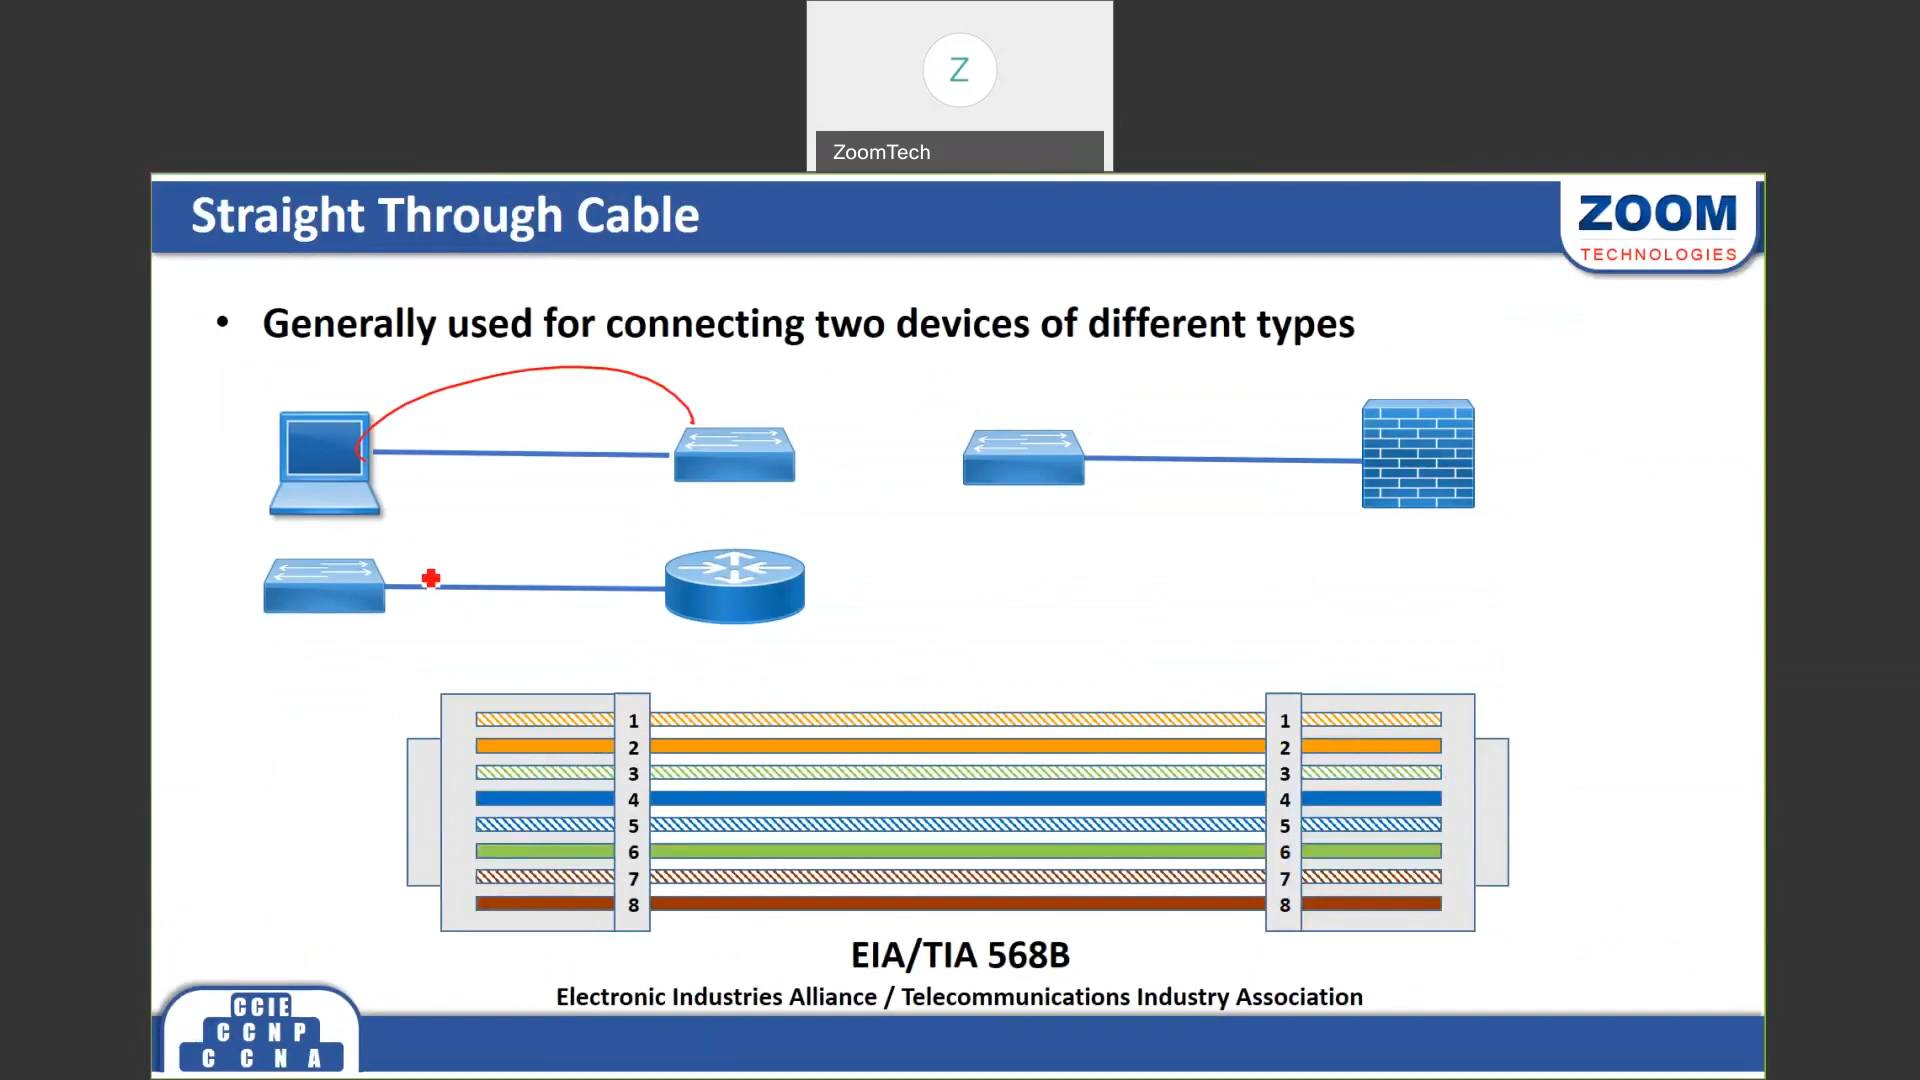 Z
ZoomTech
Straight Through Cable
ZOOM
TECHNOLOGIES
• Generally used for connecting two devices of different types
1 1
2 2
3 3
4 4
5 5
6 6
7 7
8 8
EIA/TIA 568B
Electronic Industries Alliance / Telecommunications Industry Association
CCIE
CCNP
CCNA